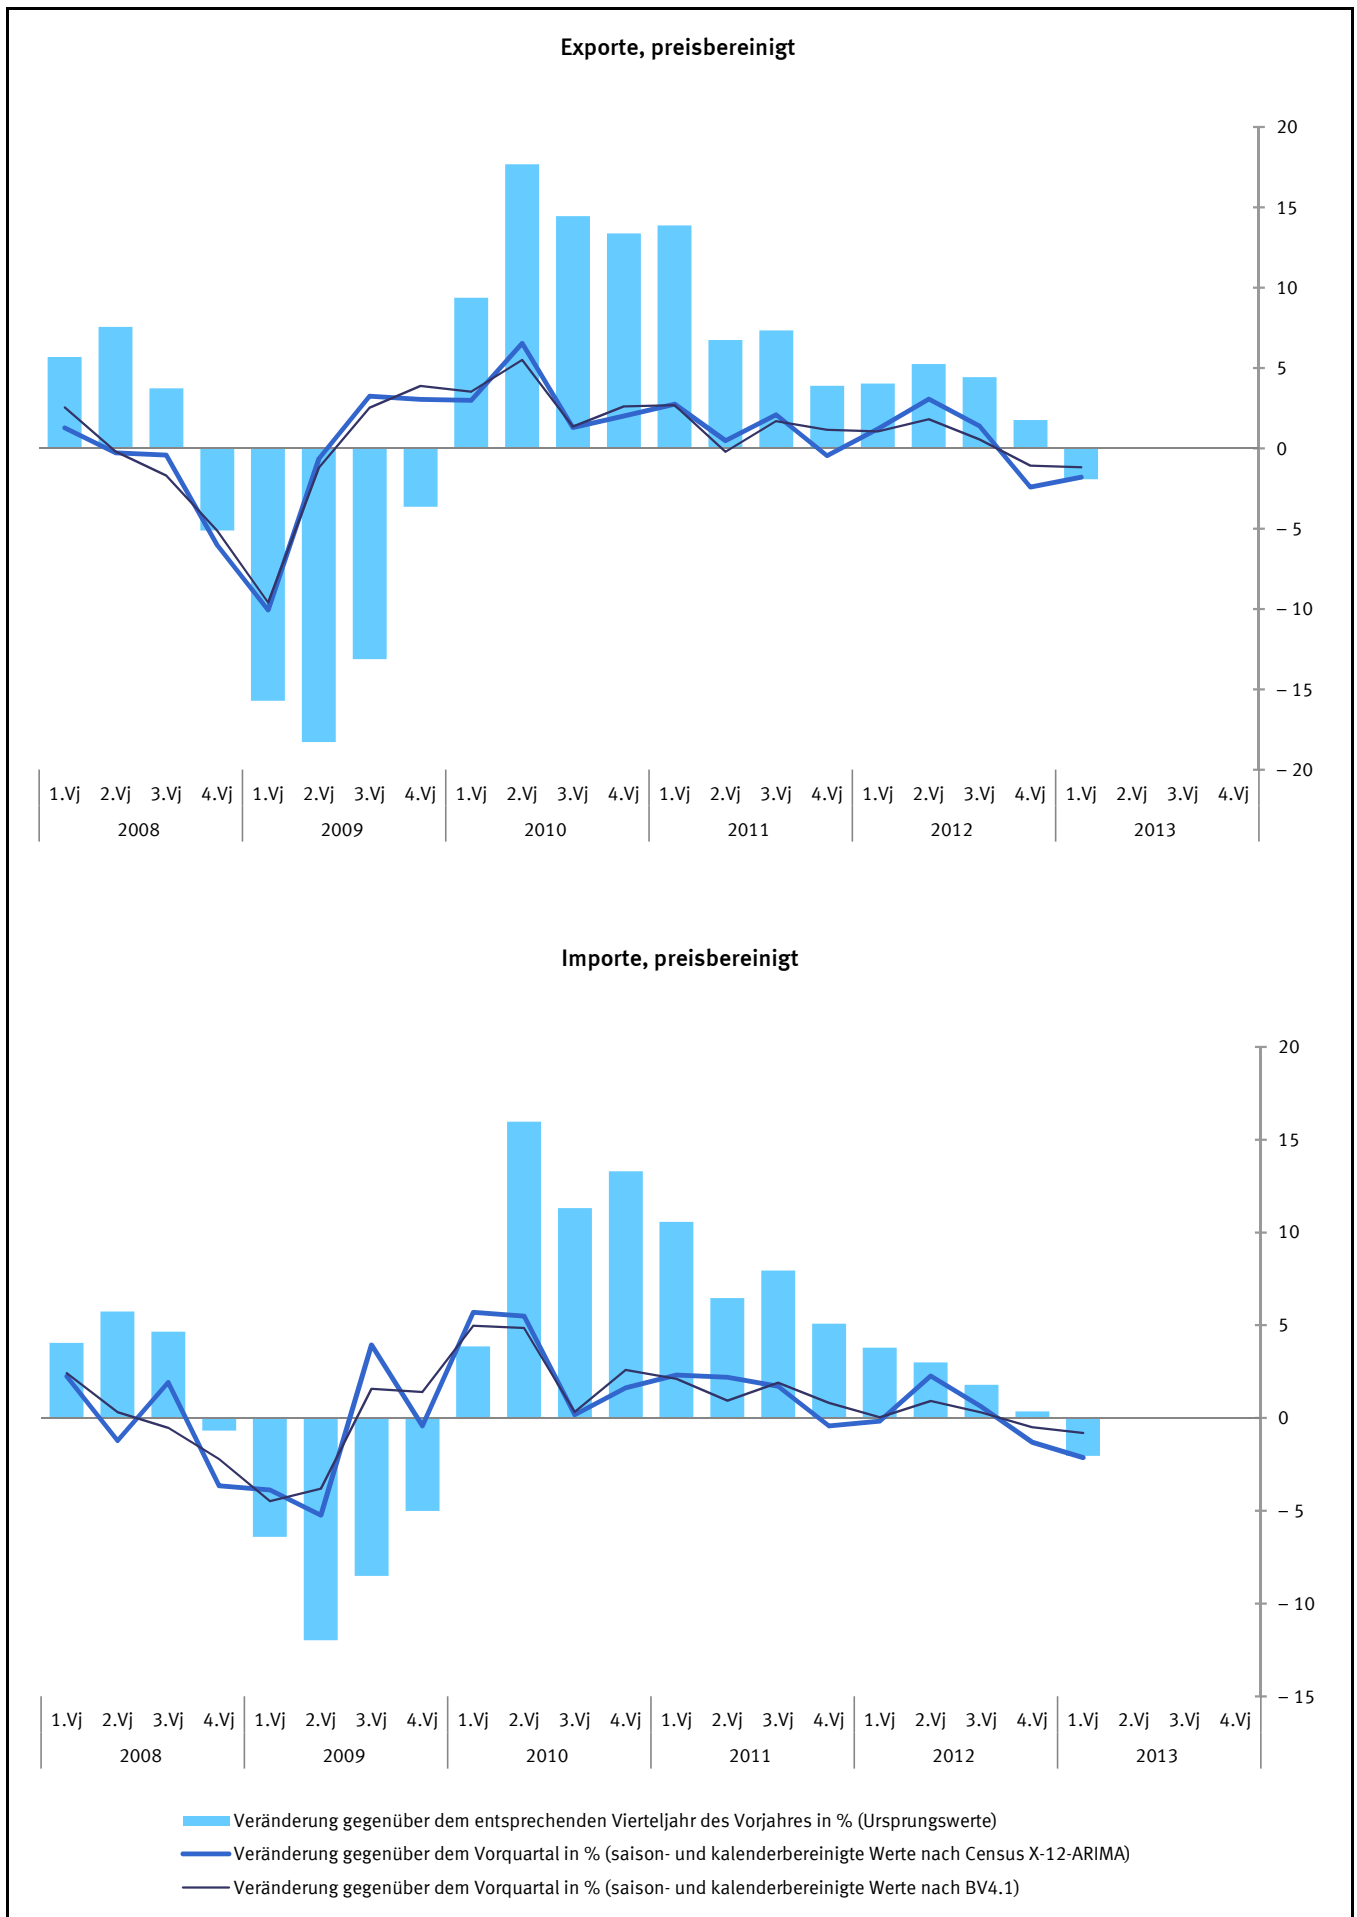 Exporte, preisbereinigt
20
15
10
5
0
– 5
– 10
– 15
– 20
1.Vj 2.Vj 3.Vj 4.Vj 1.Vj 2.Vj 3.Vj 4.Vj 1.Vj 2.Vj 3.Vj 4.Vj 1.Vj 2.Vj 3.Vj 4.Vj 1.Vj 2.Vj 3.Vj 4.Vj 1.Vj 2.Vj 3.Vj 4.Vj
2008 2009 2010 2011 2012 2013
Importe, preisbereinigt
20
15
10
5
0
– 5
– 10
– 15
1.Vj 2.Vj 3.Vj 4.Vj 1.Vj 2.Vj 3.Vj 4.Vj 1.Vj 2.Vj 3.Vj 4.Vj 1.Vj 2.Vj 3.Vj 4.Vj 1.Vj 2.Vj 3.Vj 4.Vj 1.Vj 2.Vj 3.Vj 4.Vj
2008 2009 2010 2011 2012 2013
Veränderung gegenüber dem entsprechenden Vierteljahr des Vorjahres in % (Ursprungswerte)
Veränderung gegenüber dem Vorquartal in % (saison- und kalenderbereinigte Werte nach Census X-12-ARIMA)
Veränderung gegenüber dem Vorquartal in % (saison- und kalenderbereinigte Werte nach BV4.1)